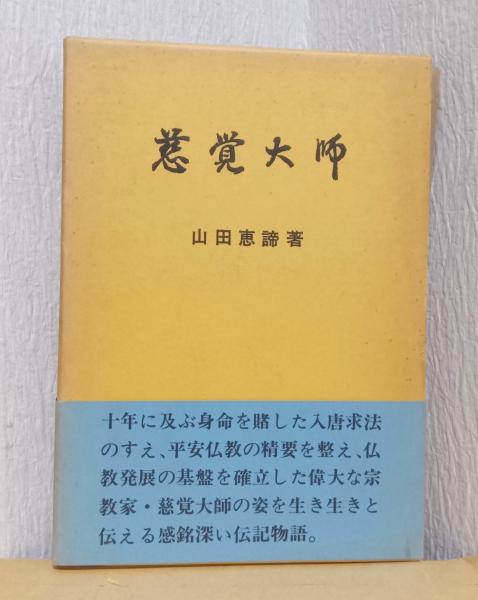 慈覚大師
山田恵諦著
十年に及ぶ身命を賭した入唐求法
のすえ、平安仏教の精要を整え、仏
教発展の基盤を確立した偉大な宗
教家・慈覚大師の姿を生き生きと
伝える感銘深い伝記物語。